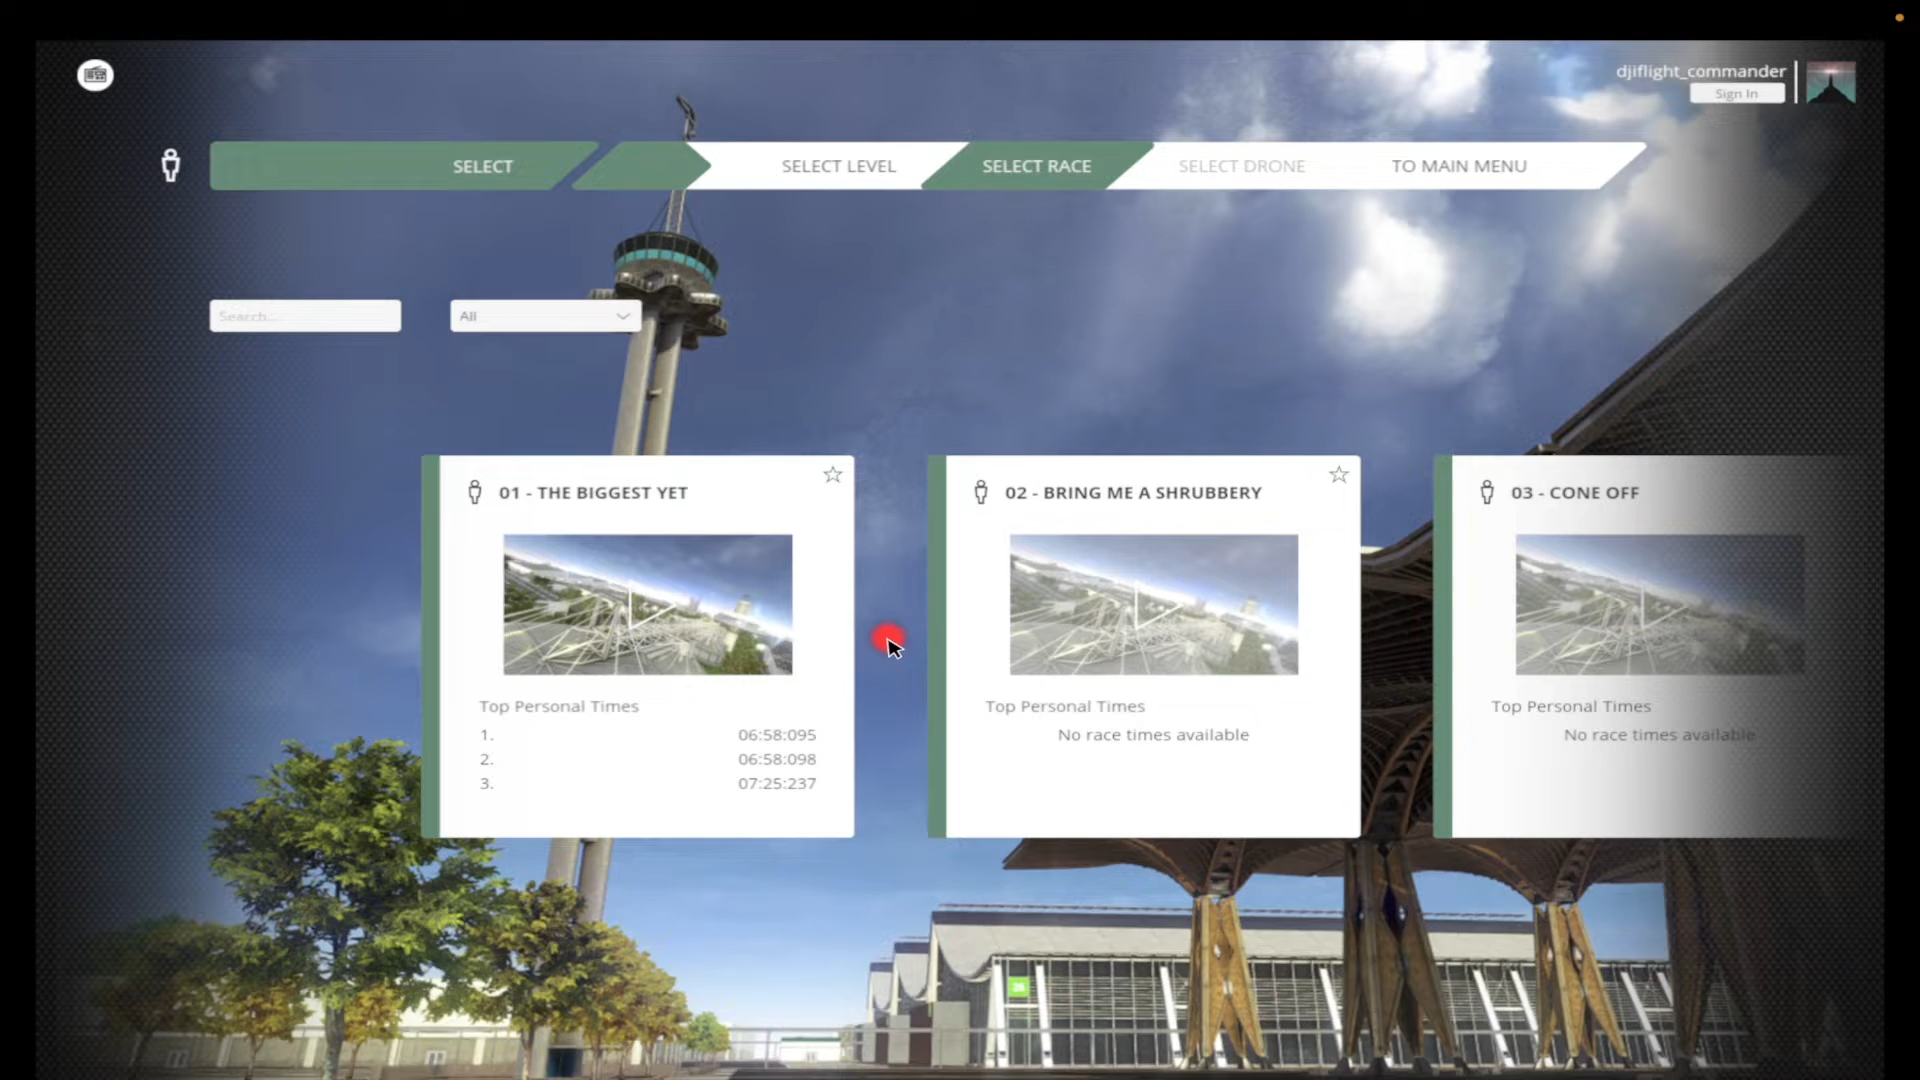 djiflight_commander
Sign In
SELECT
SELECT LEVEL
SELECT RACE
SELECT DRONE
TO MAIN MENU
Search...
All
01 - THE BIGGEST YET
Top Personal Times
1. 06:58:095
2. 06:58:098
3. 07:25:237
02 - BRING ME A SHRUBBERY
Top Personal Times
No race times available
03 - CONE OFF
Top Personal Times
No race times available
26